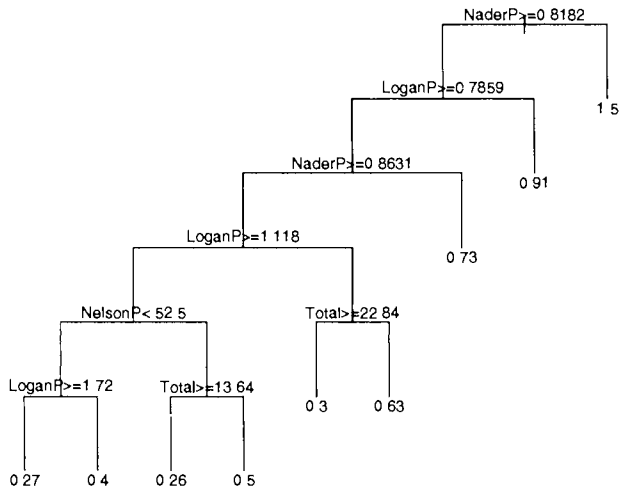 NaderP>=0 8182
LoganP>=0 7859
1 5
NaderP>=0 8631
0 91
LoganP>=1 118
0 73
NelsonP< 52 5
Total>=22 84
LoganP>=1 72
Total>=13 64
0 3
0 63
0 27
0 4
0 26
0 5